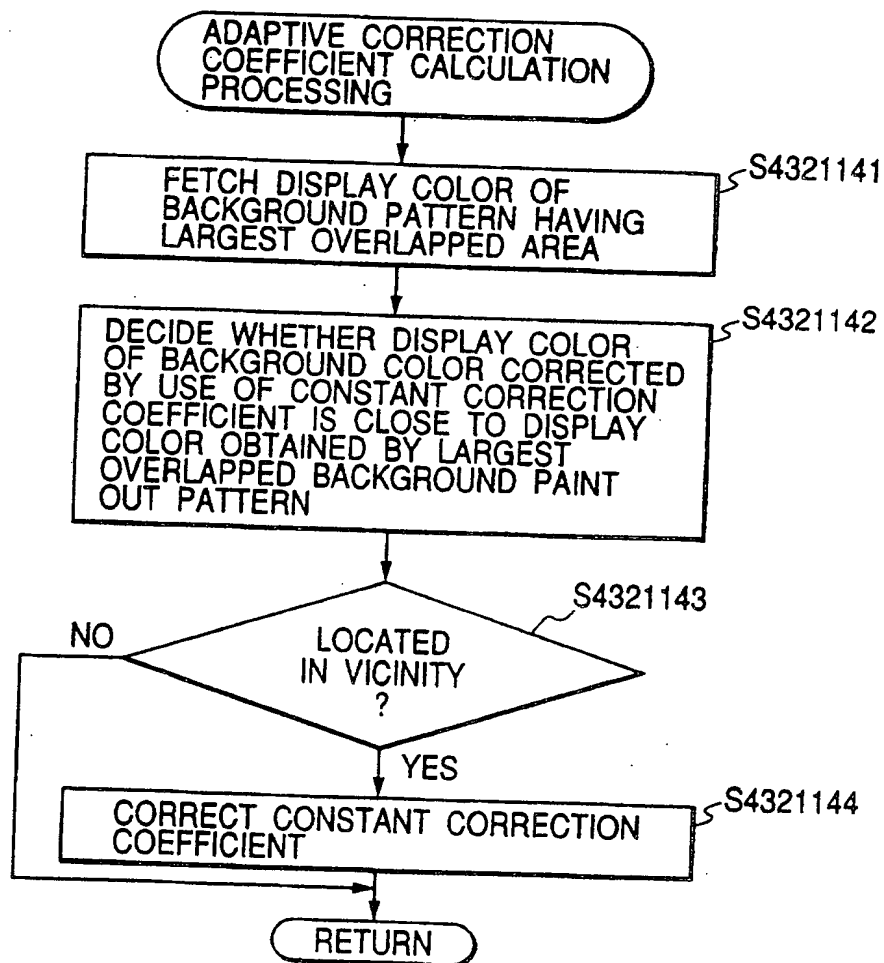 ADAPTIVE CORRECTION
COEFFICIENT CALCULATION
PROCESSING
S4321141
FETCH DISPLAY COLOR OF
BACKGROUND PATTERN HAVING
LARGEST OVERLAPPED AREA
S4321142
DECIDE WHETHER DISPLAY COLOR
OF BACKGROUND COLOR CORRECTED
BY USE OF CONSTANT CORRECTION
COEFFICIENT IS CLOSE TO DISPLAY
COLOR OBTAINED BY LARGEST
OVERLAPPED BACKGROUND PAINT
OUT PATTERN
S4321143
NO
LOCATED
IN VICINITY
?
YES
S4321144
CORRECT CONSTANT CORRECTION
COEFFICIENT
RETURN